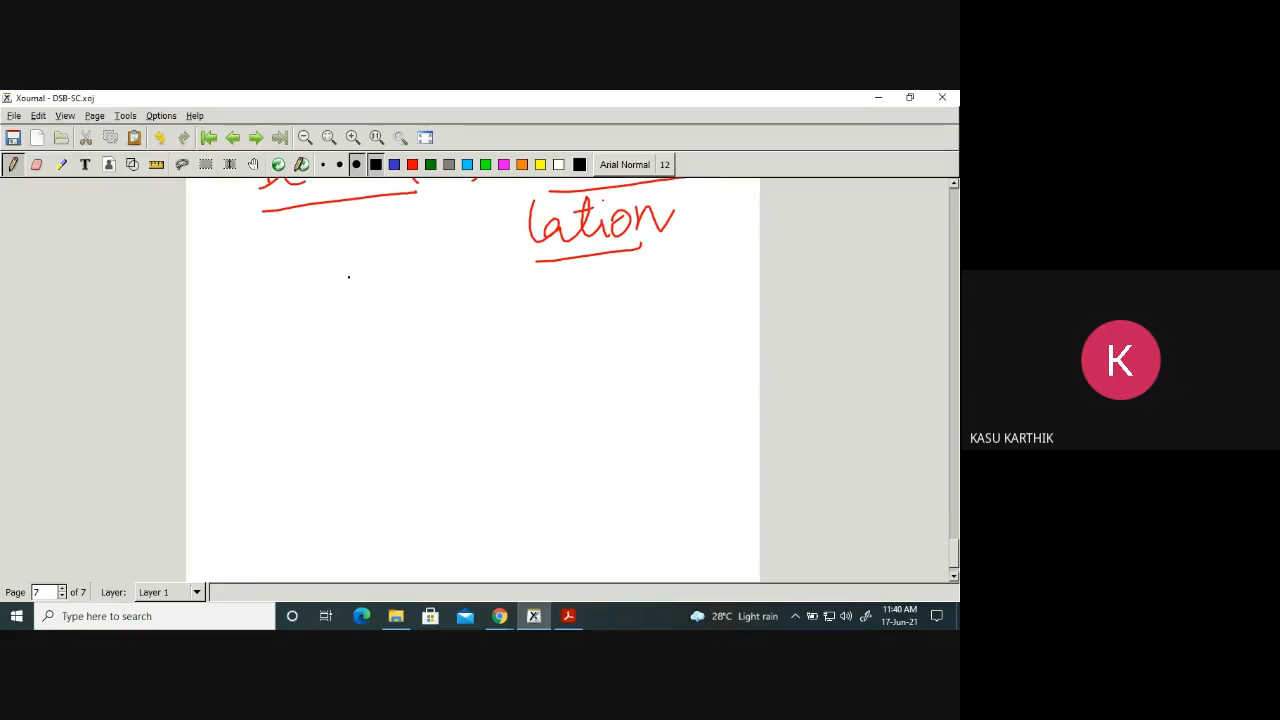 Xournal - DSB-SC.xoj
File Edit View Page Tools Options Help
Arial Normal 12
lation
K
KASU KARTHIK
Page 7 of 7 Layer: Layer 1
Type here to search
28°C Light rain
11:40 AM
17-Jun-21